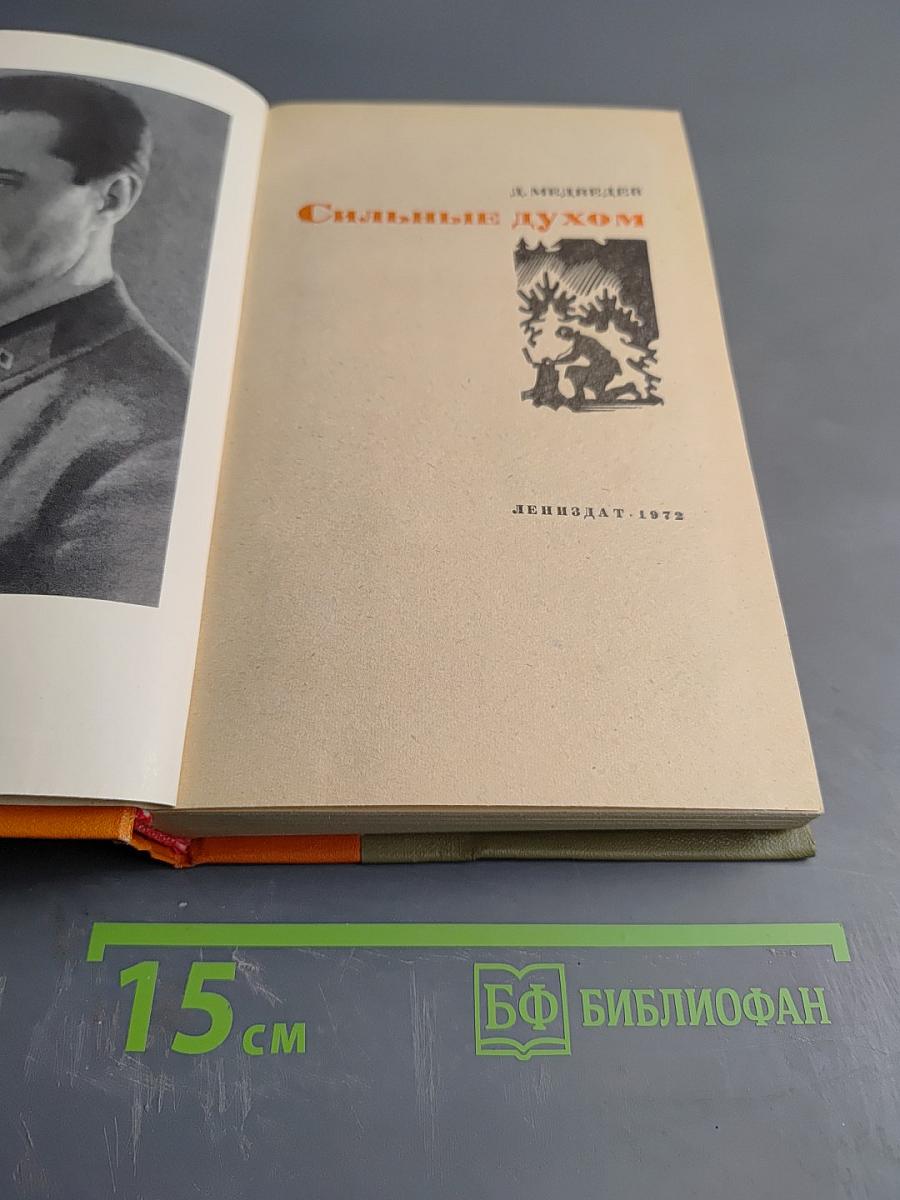 Д. МЕДВЕДЕВ
СИЛЬНЫЕ ДУХОМ
ЛЕНИЗДАТ · 1972
15 СМ
БФ БИБЛИОФАН